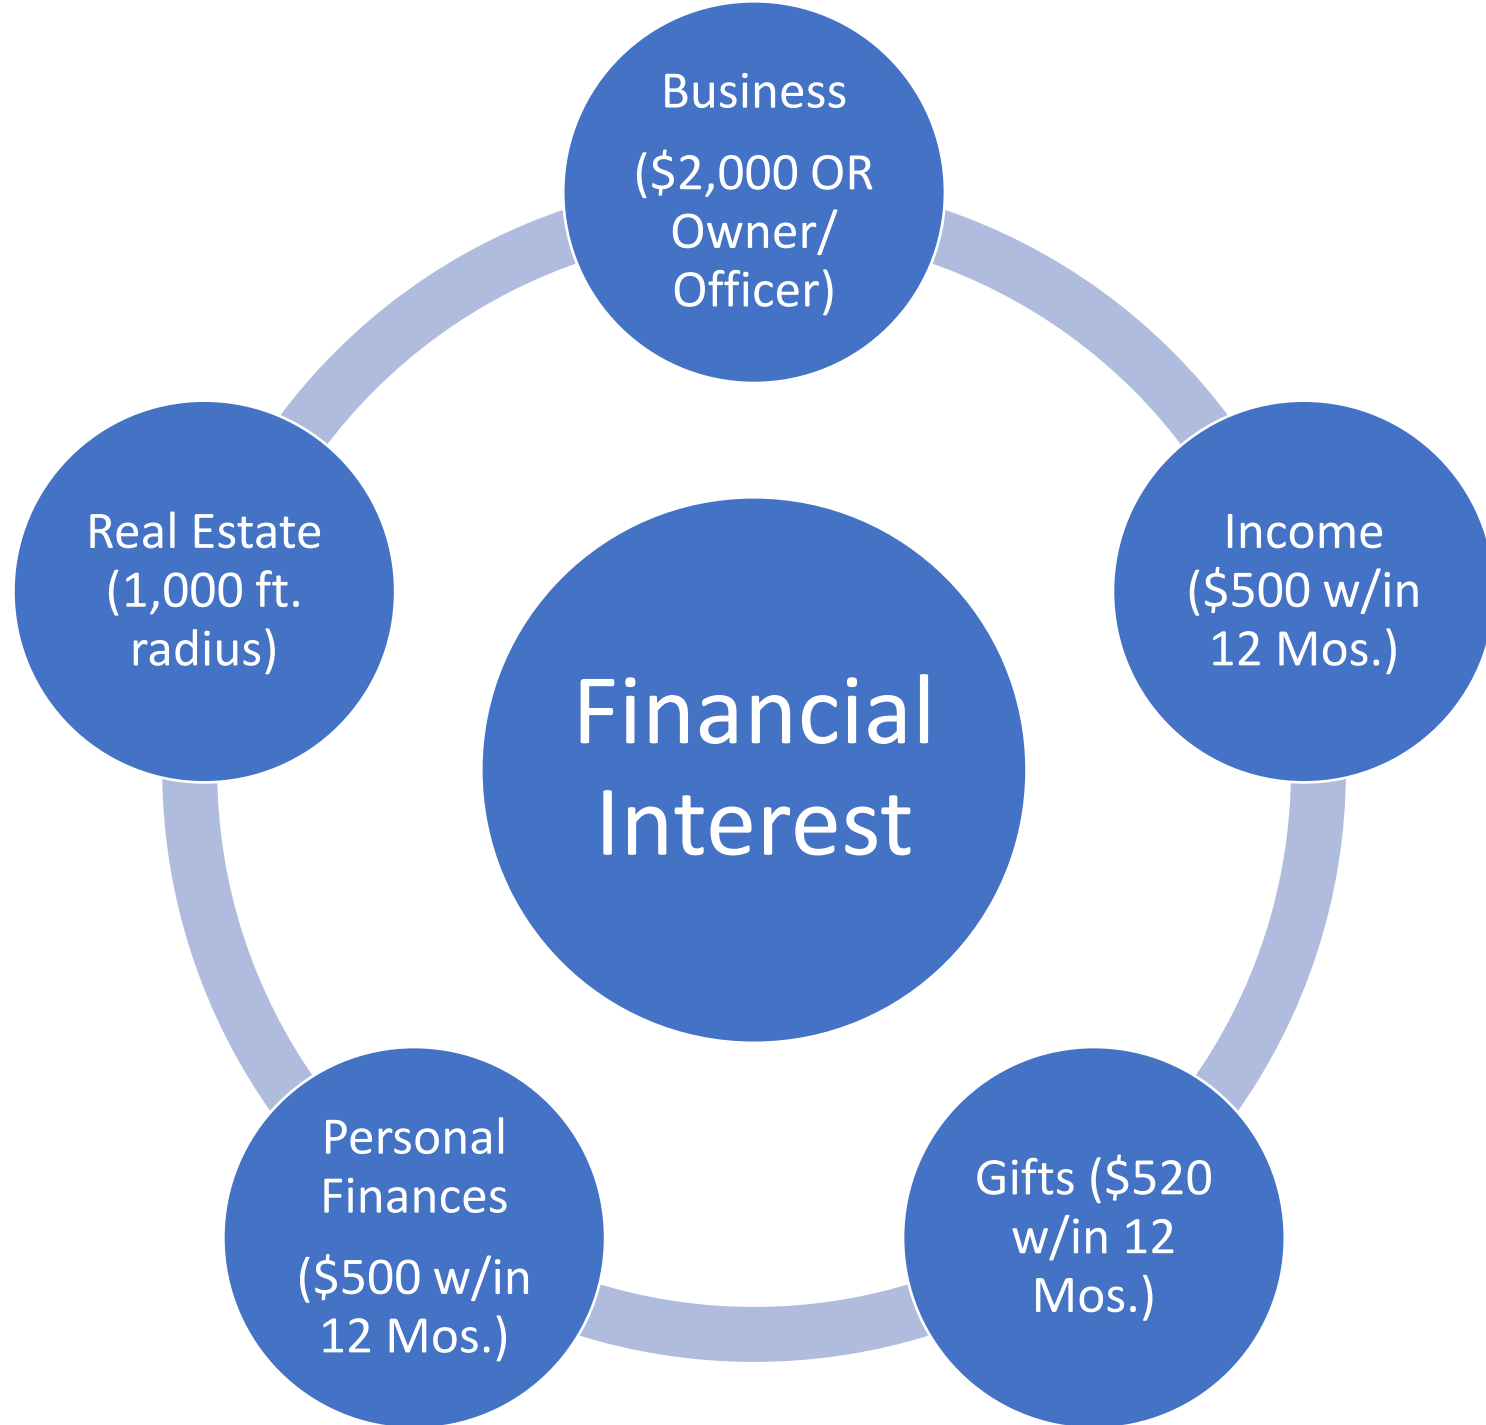 Business
($2,000 OR
Owner/
Officer)
Income
($500 w/in
12 Mos.)
Gifts ($520
w/in 12
Mos.)
Personal
Finances
($500 w/in
12 Mos.)
Real Estate
(1,000 ft.
radius)
Financial
Interest